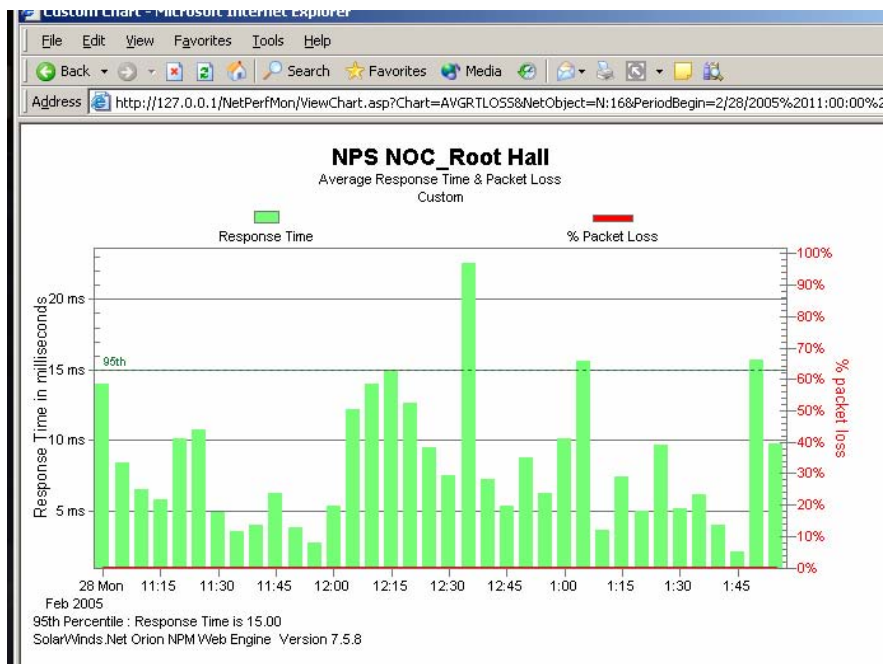 Custom Chart - Microsoft Internet Explorer
File Edit View Favorites Tools Help
Back Search Favorites Media
Address http://127.0.0.1/NetPerfMon/ViewChart.asp?Chart=AVGRTLOSS&NetObject=N:16&PeriodBegin=2/28/2005%2011:00:00%2
NPS NOC_Root Hall
Average Response Time & Packet Loss
Custom
Response Time
% Packet Loss
Response Time in milliseconds
20 ms
15 ms
10 ms
5 ms
95th
100%
90%
80%
70%
60%
50%
40%
30%
20%
10%
0%
% packet loss
28 Mon 11:15 11:30 11:45 12:00 12:15 12:30 12:45 1:00 1:15 1:30 1:45
Feb 2005
95th Percentile : Response Time is 15.00
SolarWinds.Net Orion NPM Web Engine Version 7.5.8